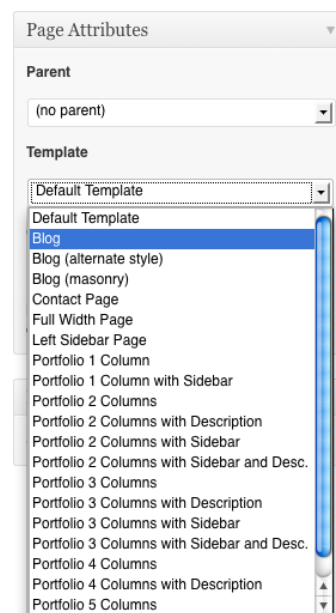 Page Attributes
Parent
(no parent)
Template
Default Template
Default Template
Blog
Blog (alternate style)
Blog (masonry)
Contact Page
Full Width Page
Left Sidebar Page
Portfolio 1 Column
Portfolio 1 Column with Sidebar
Portfolio 2 Columns
Portfolio 2 Columns with Description
Portfolio 2 Columns with Sidebar
Portfolio 2 Columns with Sidebar and Desc.
Portfolio 3 Columns
Portfolio 3 Columns with Description
Portfolio 3 Columns with Sidebar
Portfolio 3 Columns with Sidebar and Desc.
Portfolio 4 Columns
Portfolio 4 Columns with Description
Portfolio 5 Columns